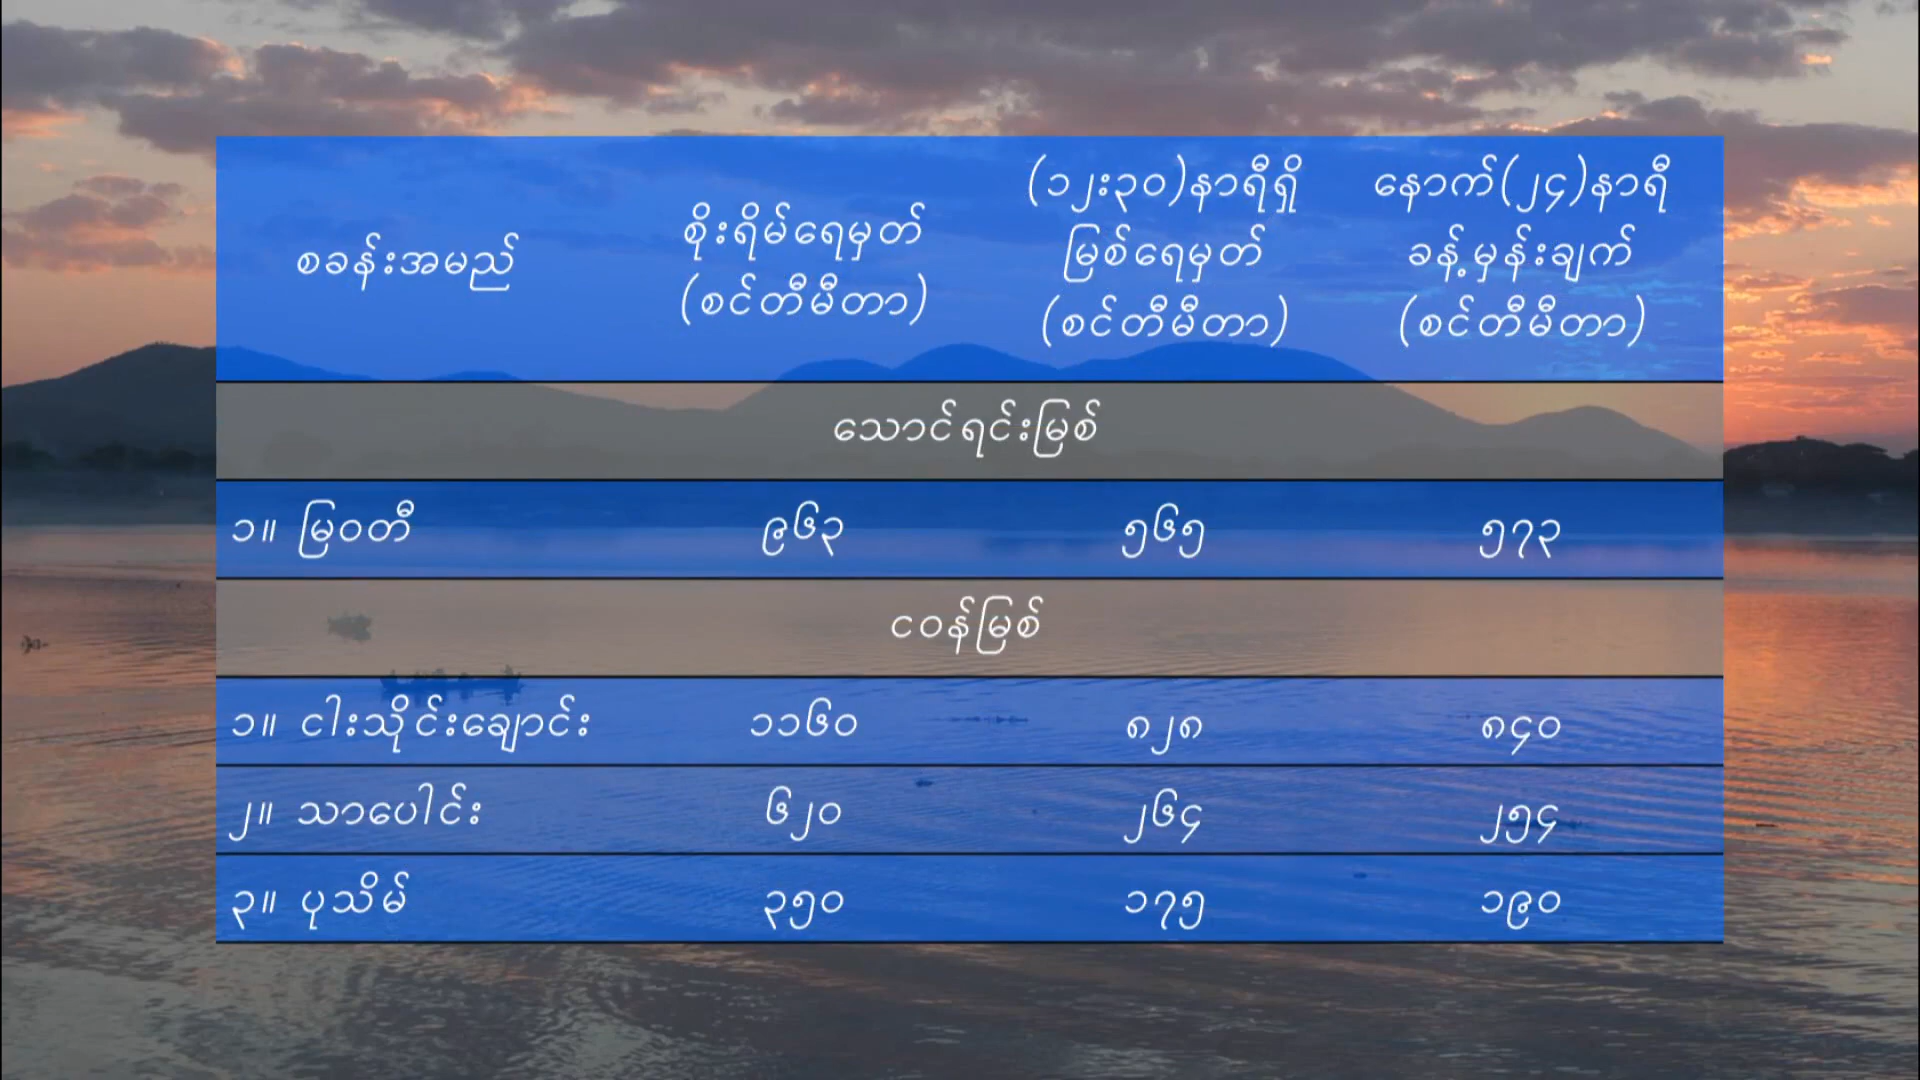 စခန်းအမည်
စိုးရိမ်ရေမှတ်
(စင်တီမီတာ)
(၁၂း၃၀)နာရီရှိ
မြစ်ရေမှတ်
(စင်တီမီတာ)
နောက်(၂၄)နာရီ
ခန့်မှန်းချက်
(စင်တီမီတာ)
သောင်ရင်းမြစ်
၁။ မြဝတီ ၉၆၃ ၅၆၅ ၅၇၃
ငဝန်မြစ်
၁။ ငါးသိုင်းချောင်း ၁၁၆၀ ၈၂၈ ၈၄၀
၂။ သာပေါင်း ၆၂၀ ၂၆၄ ၂၅၄
၃။ ပုသိမ် ၃၅၀ ၁၇၅ ၁၉၀